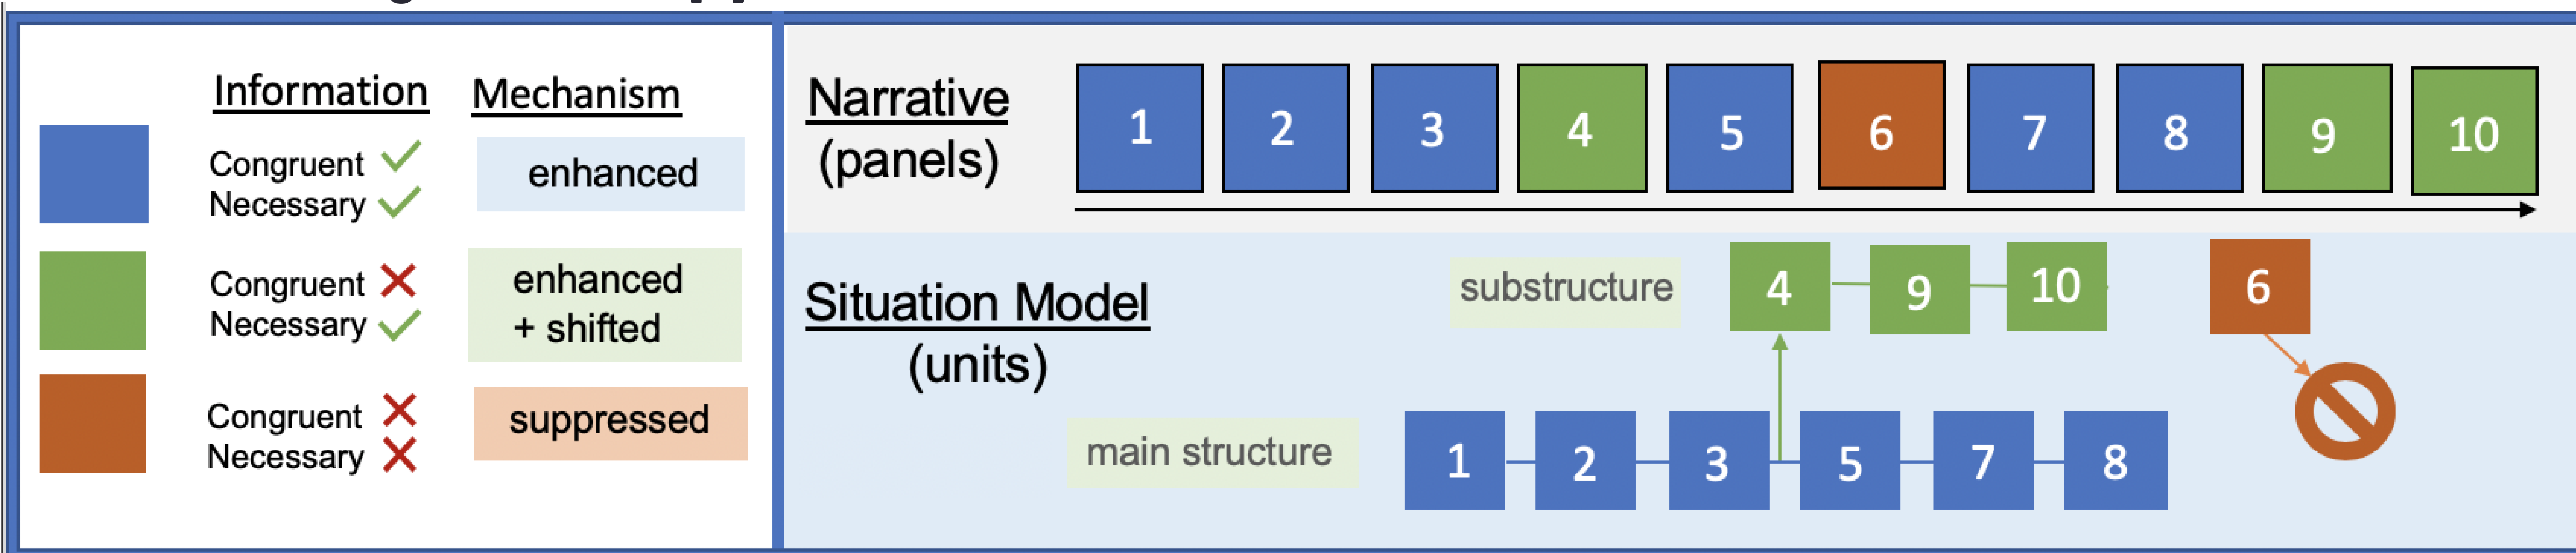 Information Mechanism
Congruent
Necessary
enhanced
Congruent
Necessary
enhanced
+ shifted
Congruent
Necessary
suppressed
Narrative
(panels)
1 2 3 4 5 6 7 8 9 10
Situation Model
(units)
substructure
4 9 10 6
main structure
1 2 3 5 7 8